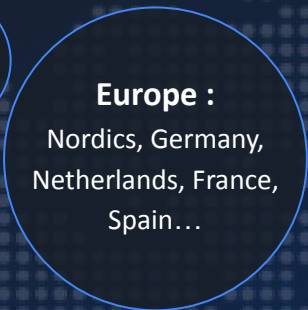 Europe :
Nordics, Germany,
Netherlands, France,
Spain…